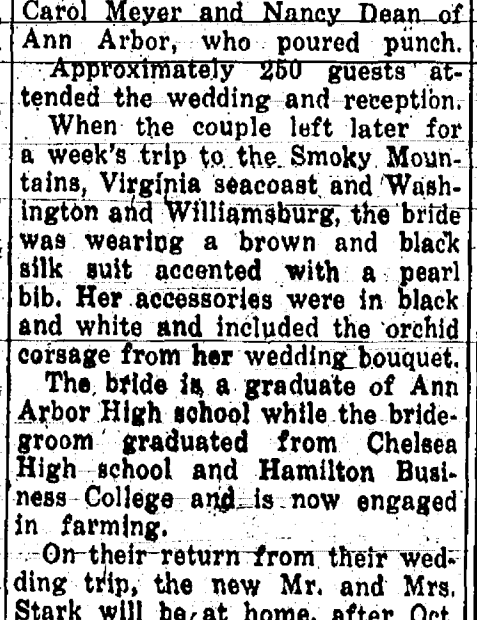 Carol Meyer and Nancy Dean of
Ann Arbor, who poured punch.
Approximately 250 guests at-
tended the wedding and reception.
When the couple left later for
a week's trip to the Smoky Moun-
tains, Virginia seacoast and Wash-
ington and Williamsburg, the bride
was wearing a brown and black
silk suit accented with a pearl
bib. Her accessories were in black
and white and included the orchid
corsage from her wedding bouquet.
The bride is a graduate of Ann
Arbor High school while the bride-
groom graduated from Chelsea
High school and Hamilton Busi-
ness College and is now engaged
in farming.
On their return from their wed-
ding trip, the new Mr. and Mrs.
Stark will be at home, after Oct.